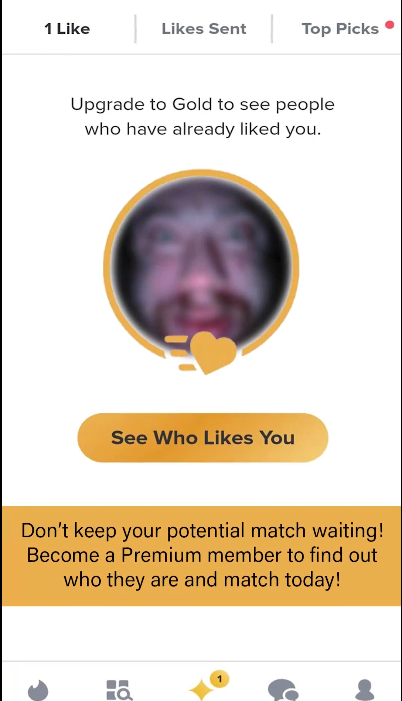 1 Like
Likes Sent
Top Picks
Upgrade to Gold to see people
who have already liked you.
See Who Likes You
Don't keep your potential match waiting!
Become a Premium member to find out
who they are and match today!
1